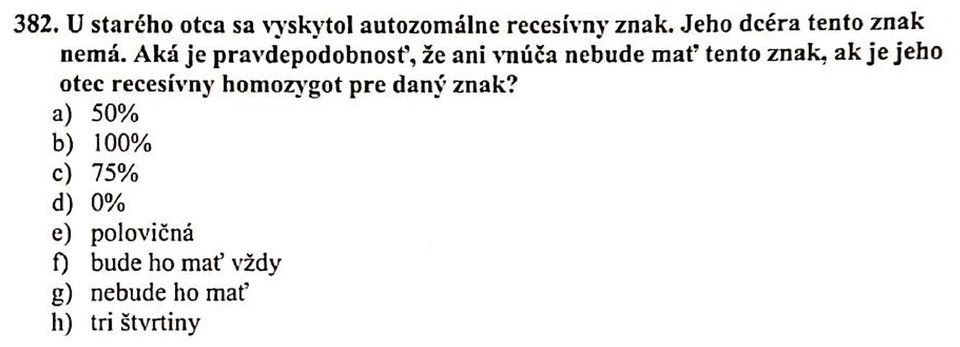 382. U starého otca sa vyskytol autozomálne recesívny znak. Jeho dcéra tento znak
nemá. Aká je pravdepodobnosť, že ani vnúča nebude mať tento znak, ak je jeho
otec recesívny homozygot pre daný znak?
a) 50%
b) 100%
c) 75%
d) 0%
e) polovičná
f) bude ho mať vždy
g) nebude ho mať
h) tri štvrtiny